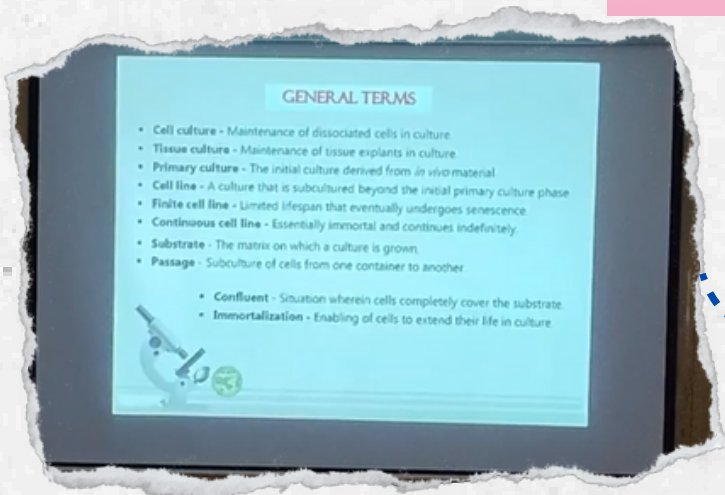 GENERAL TERMS
• Cell culture - Maintenance of dissociated cells in culture.
• Tissue culture - Maintenance of tissue explants in culture.
• Primary culture - The initial culture derived from in vivo material.
• Cell line - A culture that is subcultured beyond the initial primary culture phase.
• Finite cell line - Limited lifespan that eventually undergoes senescence.
• Continuous cell line - Essentially immortal and continues indefinitely.
• Substrate - The matrix on which a culture is grown.
• Passage - Subculture of cells from one container to another.
• Confluent - Situation wherein cells completely cover the substrate.
• Immortalization - Enabling of cells to extend their life in culture.